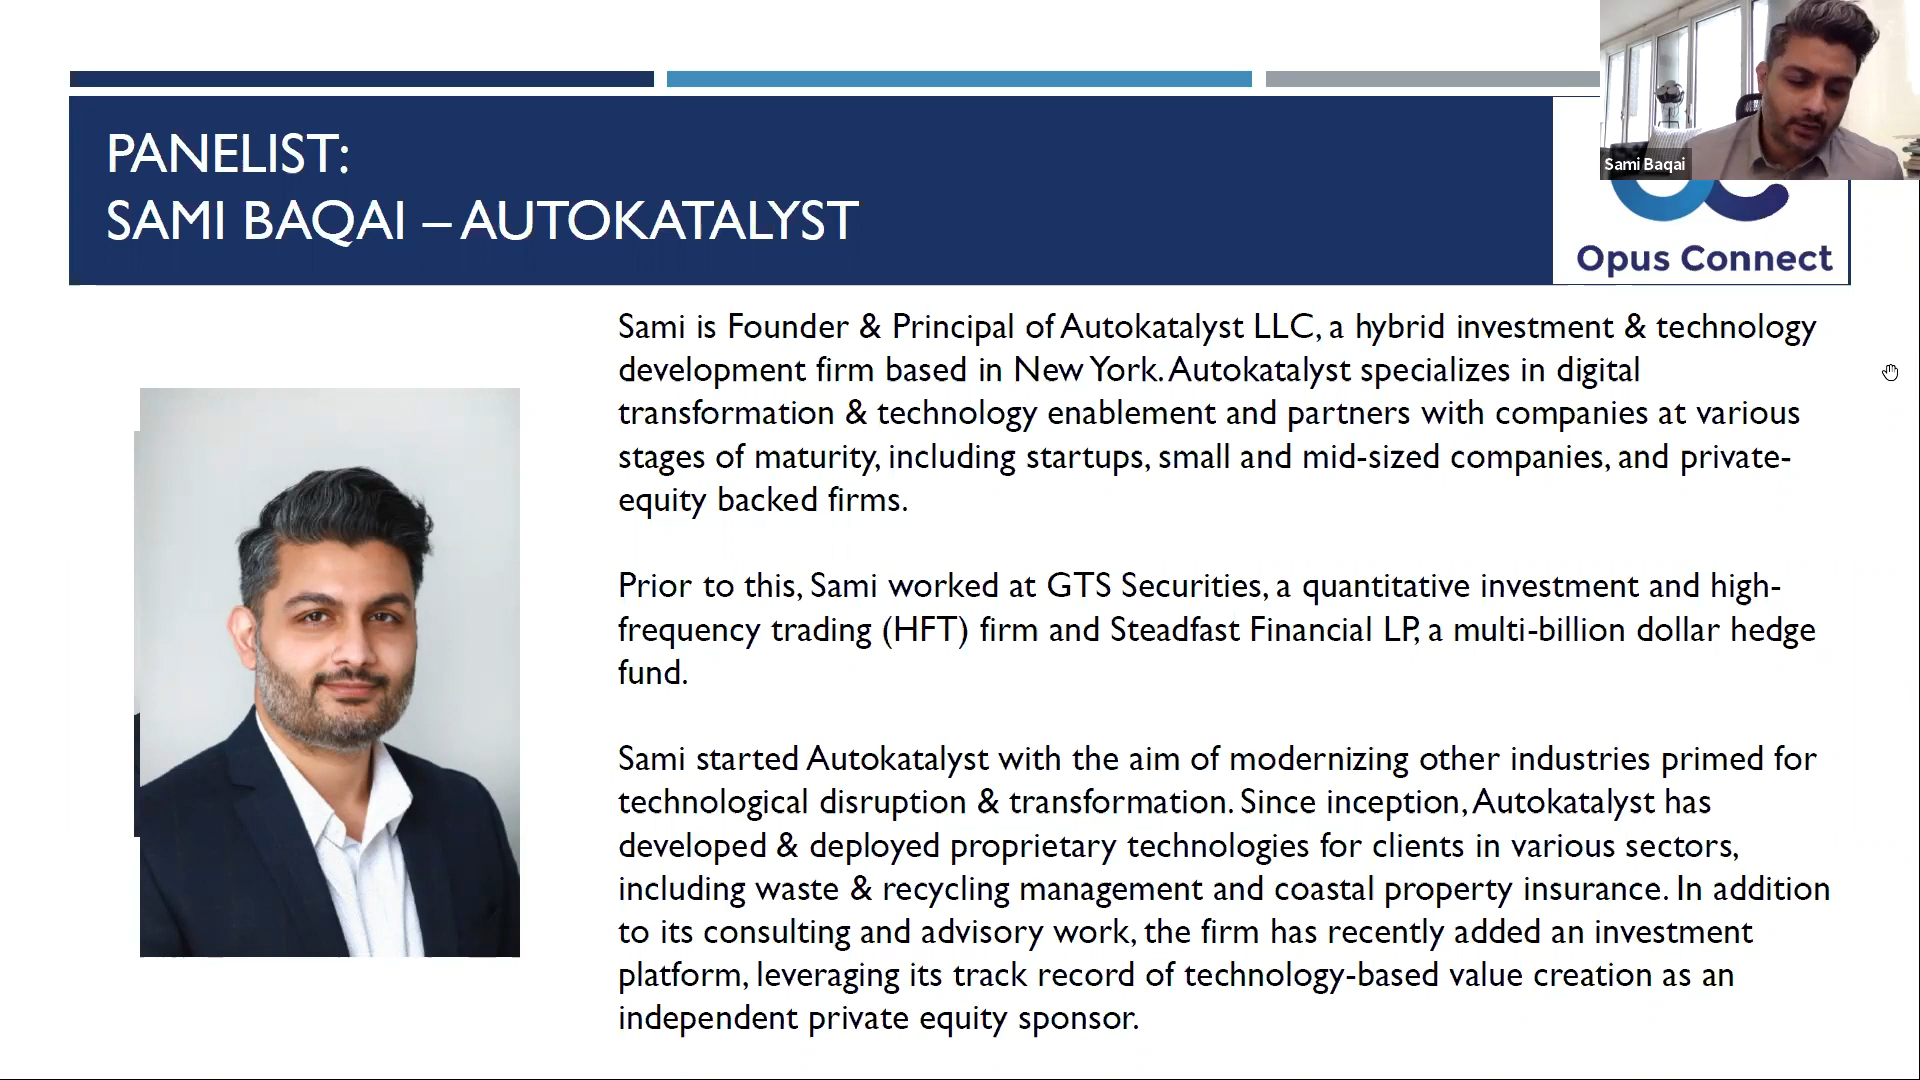 PANELIST:
SAMI BAQAI – AUTOKATALYST
Sami Baqai
Opus Connect
Sami is Founder & Principal of Autokatalyst LLC, a hybrid investment & technology
development firm based in New York. Autokatalyst specializes in digital
transformation & technology enablement and partners with companies at various
stages of maturity, including startups, small and mid-sized companies, and private-
equity backed firms.
Prior to this, Sami worked at GTS Securities, a quantitative investment and high-
frequency trading (HFT) firm and Steadfast Financial LP, a multi-billion dollar hedge
fund.
Sami started Autokatalyst with the aim of modernizing other industries primed for
technological disruption & transformation. Since inception, Autokatalyst has
developed & deployed proprietary technologies for clients in various sectors,
including waste & recycling management and coastal property insurance. In addition
to its consulting and advisory work, the firm has recently added an investment
platform, leveraging its track record of technology-based value creation as an
independent private equity sponsor.